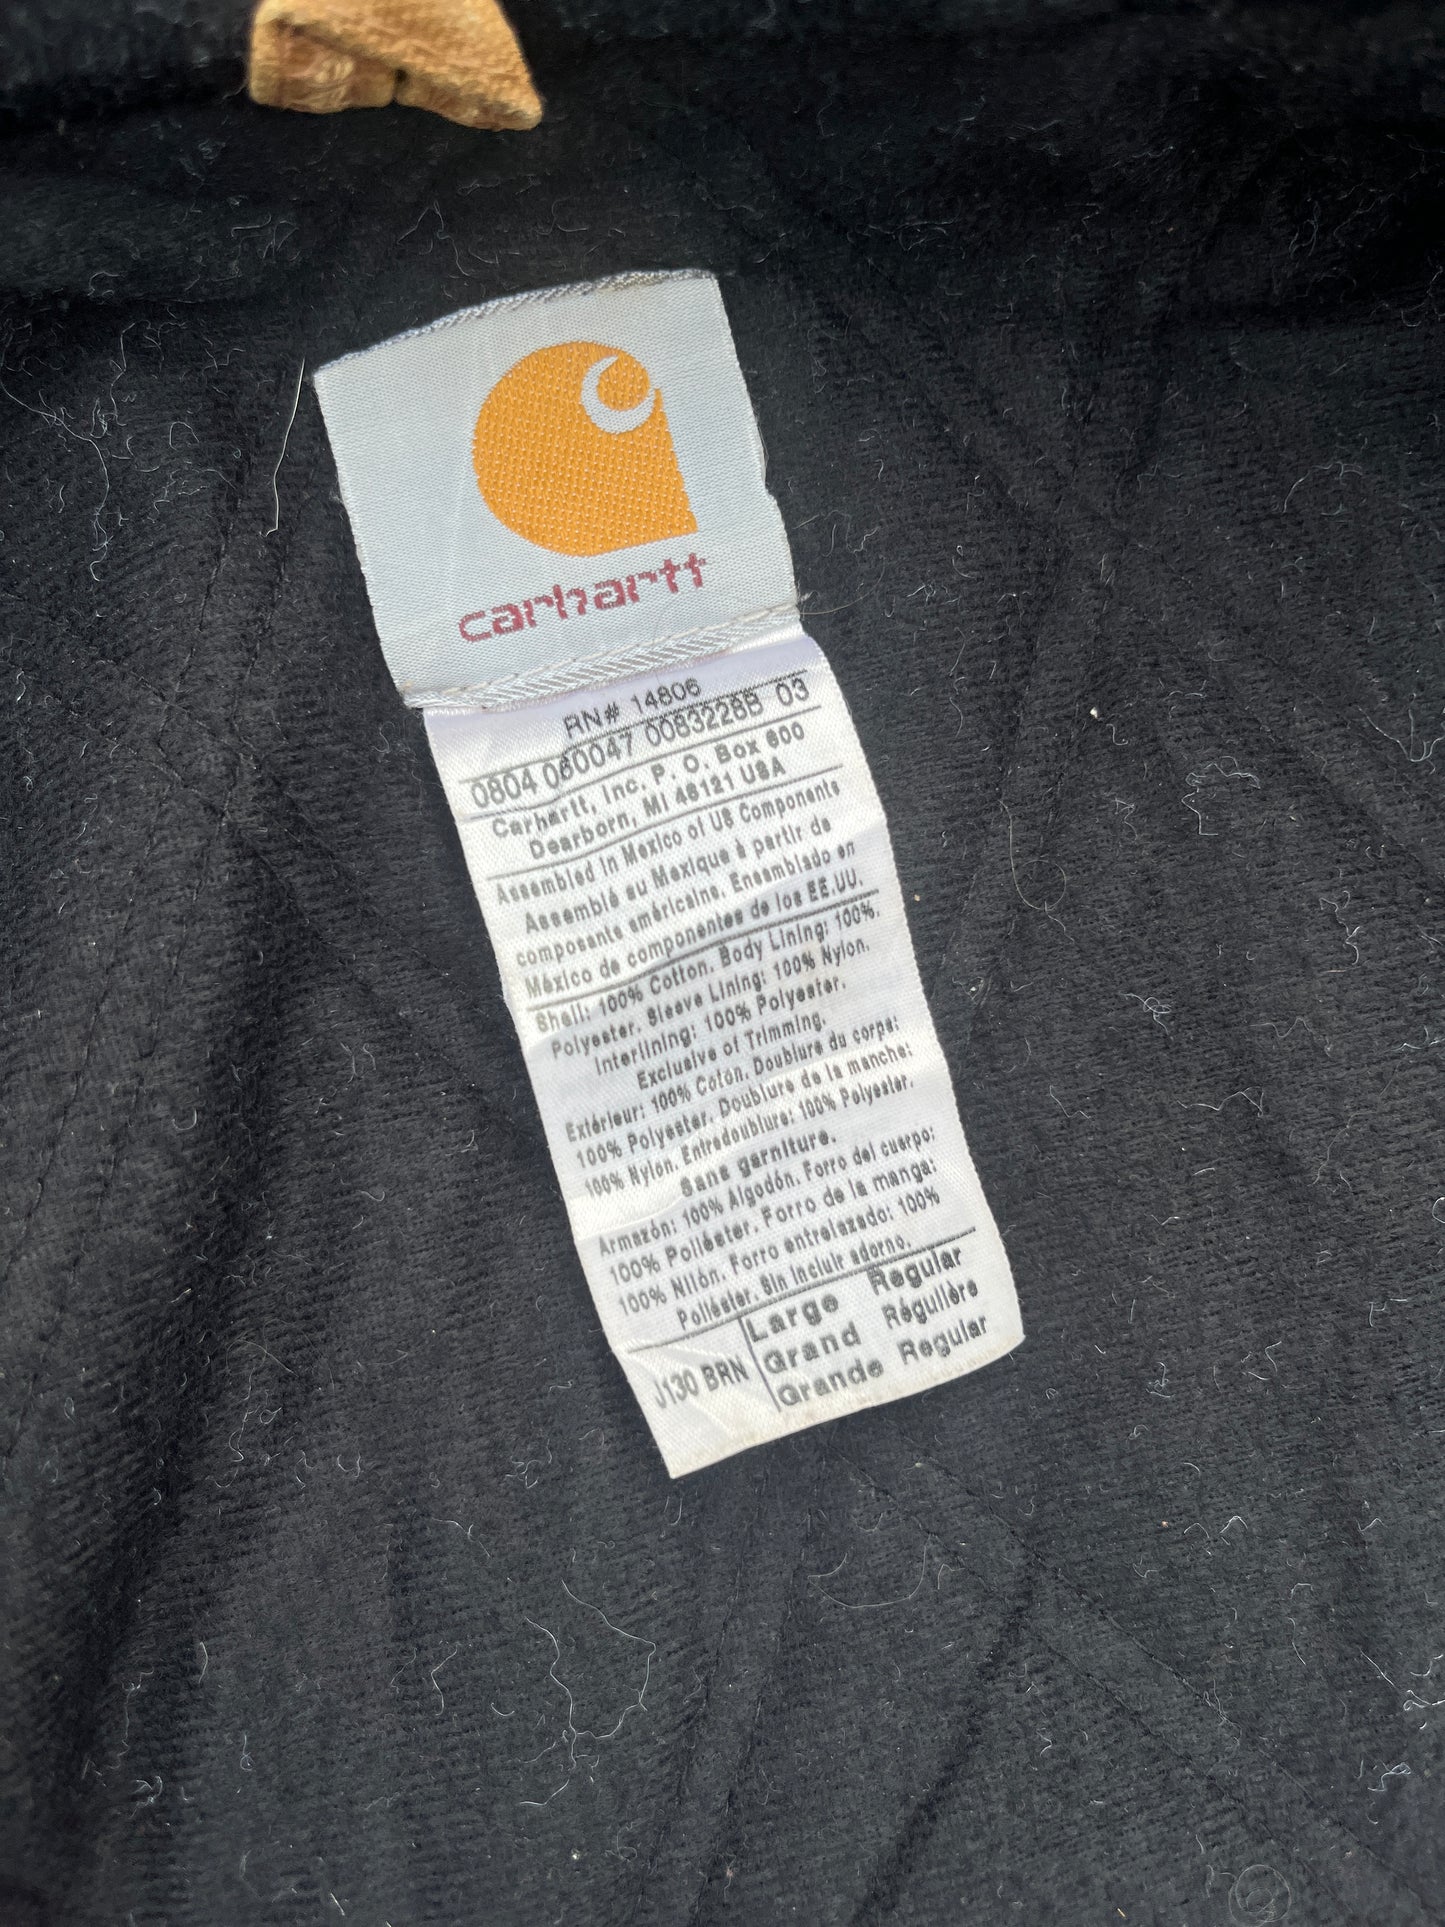 carhartt
RN# 14806
0804 060047 0083228B 03
Carhartt, Inc. P. O. Box 600
Dearborn, MI 48121 USA
Assembled in Mexico of US Components
Assemblé au Mexique à partir de
composants américains. Ensamblado en
México de componentes de los EE.UU.
Shell: 100% Cotton. Body Lining: 100%.
Polyester. Sleeve Lining: 100% Nylon.
Interlining: 100% Polyester.
Exclusive of Trimming.
Extérieur: 100% Coton. Doublure du corps:
100% Polyester. Doublure de la manche:
100% Nylon. Entredoublure: 100% Polyester.
Sans garniture.
Armazón: 100% Algodón. Forro del cuerpo:
100% Poliéster. Forro de la manga:
100% Nilón. Forro entrelazado: 100%
Poliéster. Sin incluir adorno.
J130 BRN
Large Regular
Grand Régulière
Grande Regular